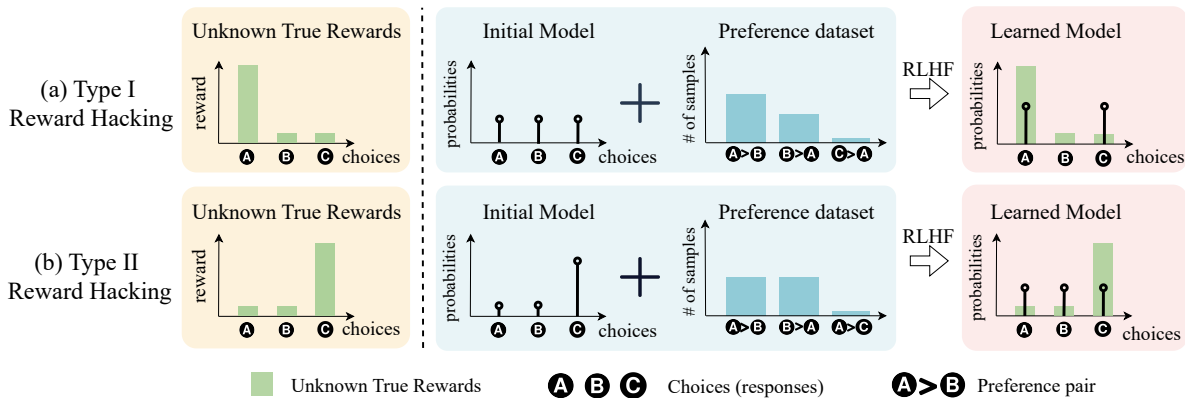 (a) Type I
Reward Hacking
Unknown True Rewards
reward
A B C choices
Initial Model
probabilities
A B C choices
Preference dataset
# of samples
A>B B>A C>A
RLHF
Learned Model
probabilities
A B C choices
(b) Type II
Reward Hacking
Unknown True Rewards
reward
A B C choices
Initial Model
probabilities
A B C choices
Preference dataset
# of samples
A>B B>A A>C
RLHF
Learned Model
probabilities
A B C choices
Unknown True Rewards
A B C Choices (responses)
A>B Preference pair